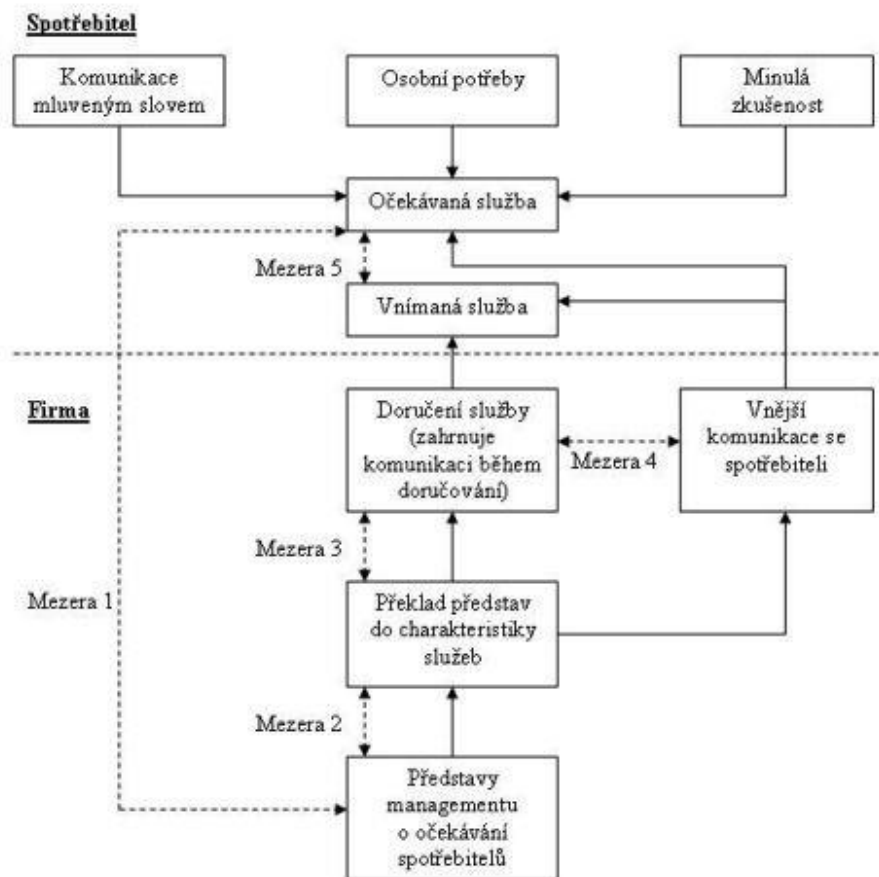 Spotřebitel
Komunikace
mluveným slovem
Osobní potřeby
Minulá
zkušenost
Očekávaná služba
Mezera 5
Vnímaná služba
Firma
Doručení služby
(zahrnuje
komunikaci během
doručování)
Mezera 4
Vnější
komunikace se
spotřebiteli
Mezera 3
Mezera 1
Překlad představ
do charakteristiky
služeb
Mezera 2
Představy
managementu
o očekávání
spotřebitelů